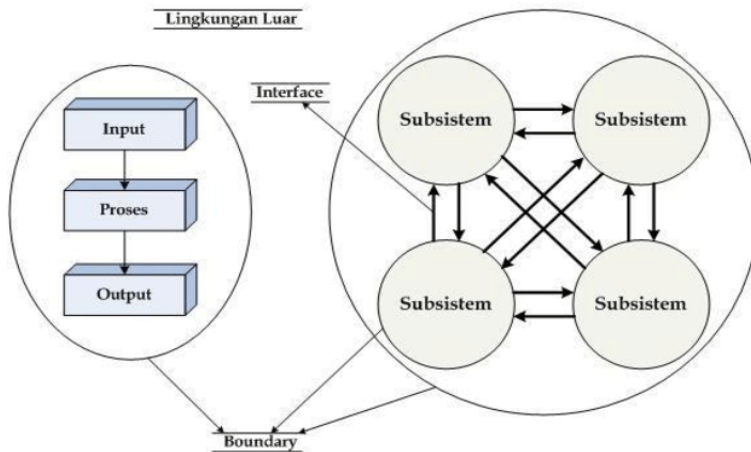 Lingkungan Luar
Interface
Input
Proses
Output
Subsistem
Subsistem
Subsistem
Subsistem
Boundary